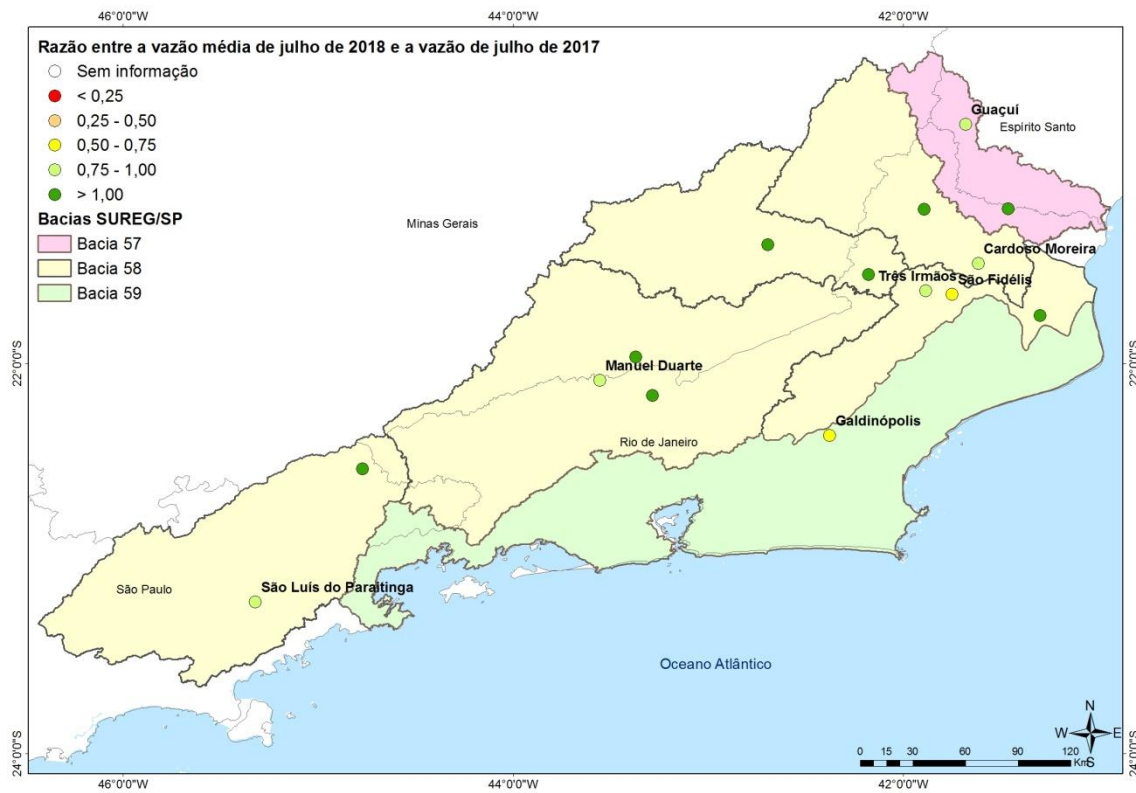 46°0'0"W
44°0'0"W
42°0'0"W
Razão entre a vazão média de julho de 2018 e a vazão de julho de 2017
Sem informação
< 0,25
0,25 - 0,50
0,50 - 0,75
0,75 - 1,00
> 1,00
Bacias SUREG/SP
Bacia 57
Bacia 58
Bacia 59
Guaçuí
Espírito Santo
Minas Gerais
Cardoso Moreira
Três Irmãos
São Fidélis
22°0'0"S
22°0'0"S
Manuel Duarte
Galdinópolis
Rio de Janeiro
São Paulo
São Luís do Paraitinga
Oceano Atlântico
N
W
E
S
0 15 30 60 90 120
Km
24°0'0"S
24°0'0"S
46°0'0"W
44°0'0"W
42°0'0"W